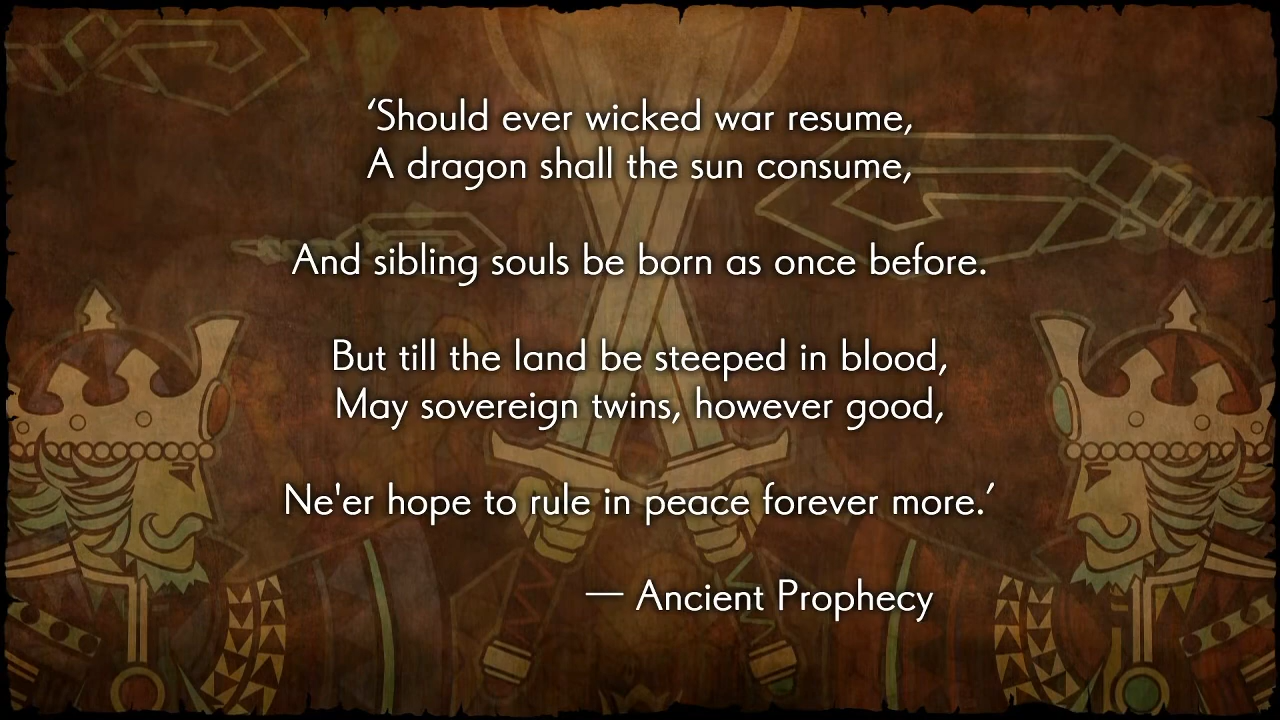 ‘Should ever wicked war resume,
A dragon shall the sun consume,
And sibling souls be born as once before.
But till the land be steeped in blood,
May sovereign twins, however good,
Ne'er hope to rule in peace forever more.’
— Ancient Prophecy